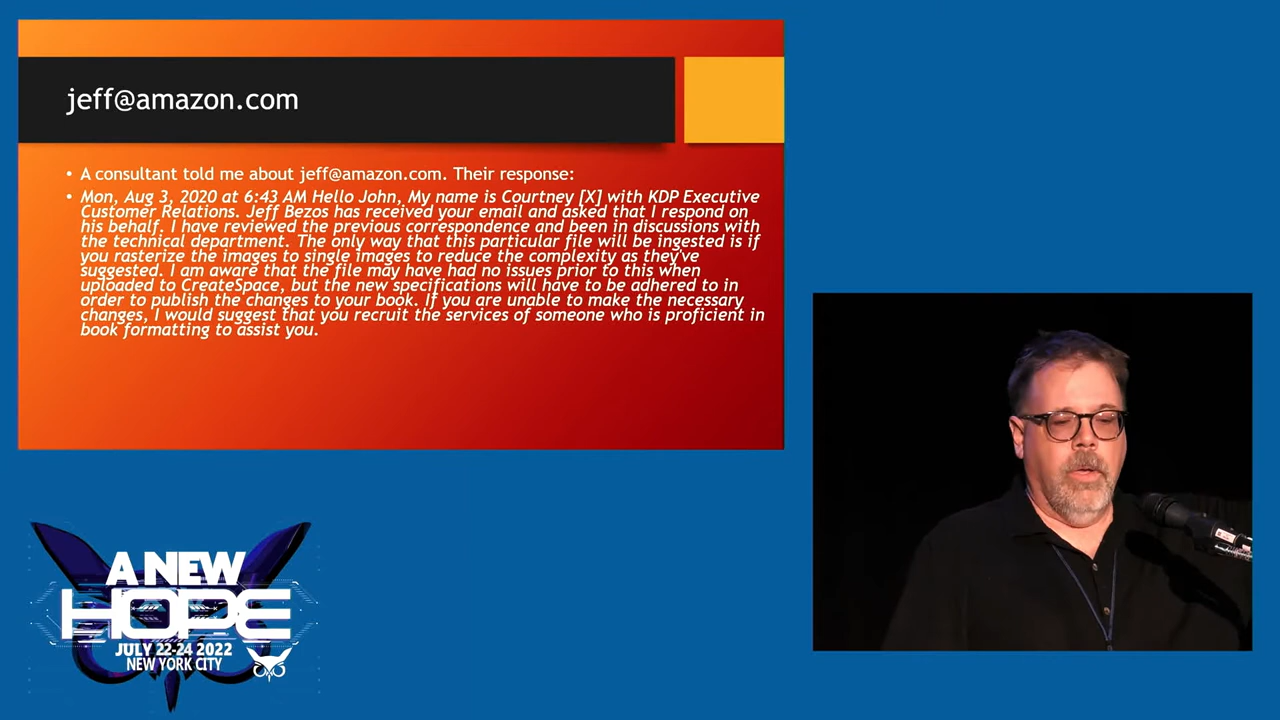 jeff@amazon.com
• A consultant told me about jeff@amazon.com. Their response:
• Mon, Aug 3, 2020 at 6:43 AM Hello John, My name is Courtney [X] with KDP Executive
Customer Relations. Jeff Bezos has received your email and asked that I respond on
his behalf. I have reviewed the previous correspondence and been in discussions with
the technical department. The only way that this particular file will be ingested is if
you rasterize the images to single images to reduce the complexity as they've
suggested. I am aware that the file may have had no issues prior to this when
uploaded to CreateSpace, but the new specifications will have to be adhered to in
order to publish the changes to your book. If you are unable to make the necessary
changes, I would suggest that you recruit the services of someone who is proficient in
book formatting to assist you.
A NEW
HOPE
JULY 22-24 2022
NEW YORK CITY